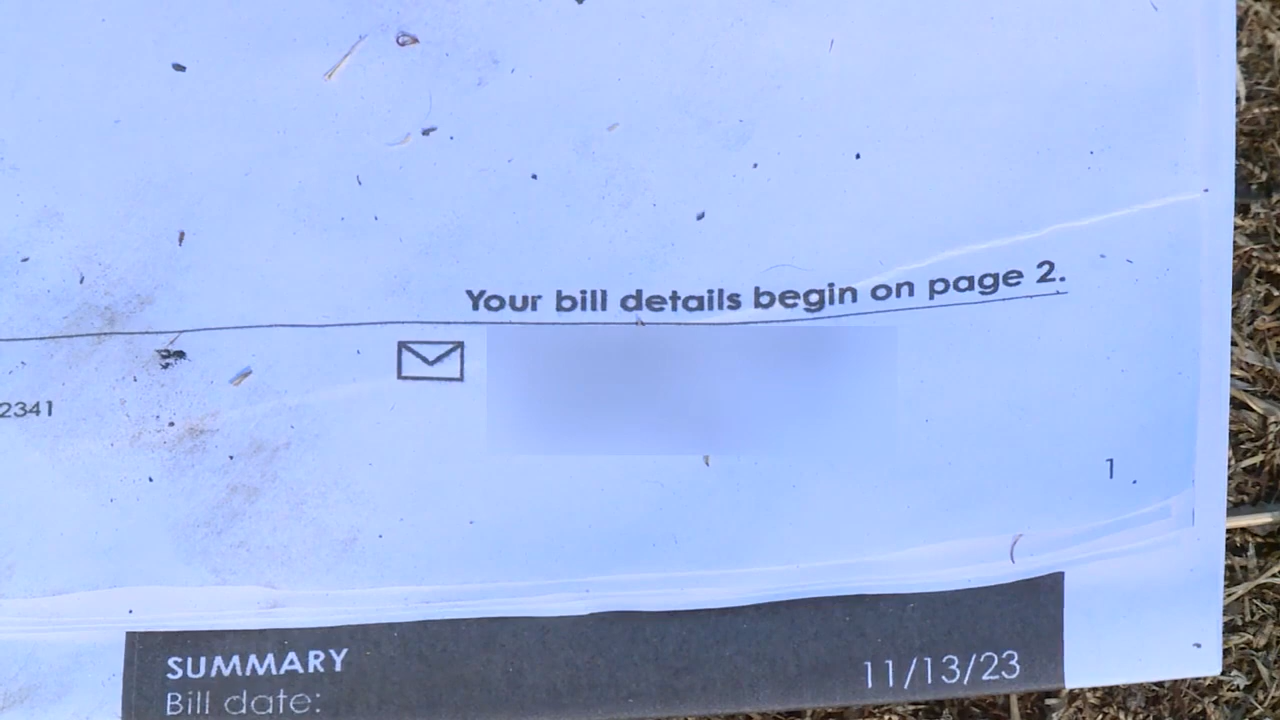 Your bill details begin on page 2.
2341
1
SUMMARY
11/13/23
Bill date: